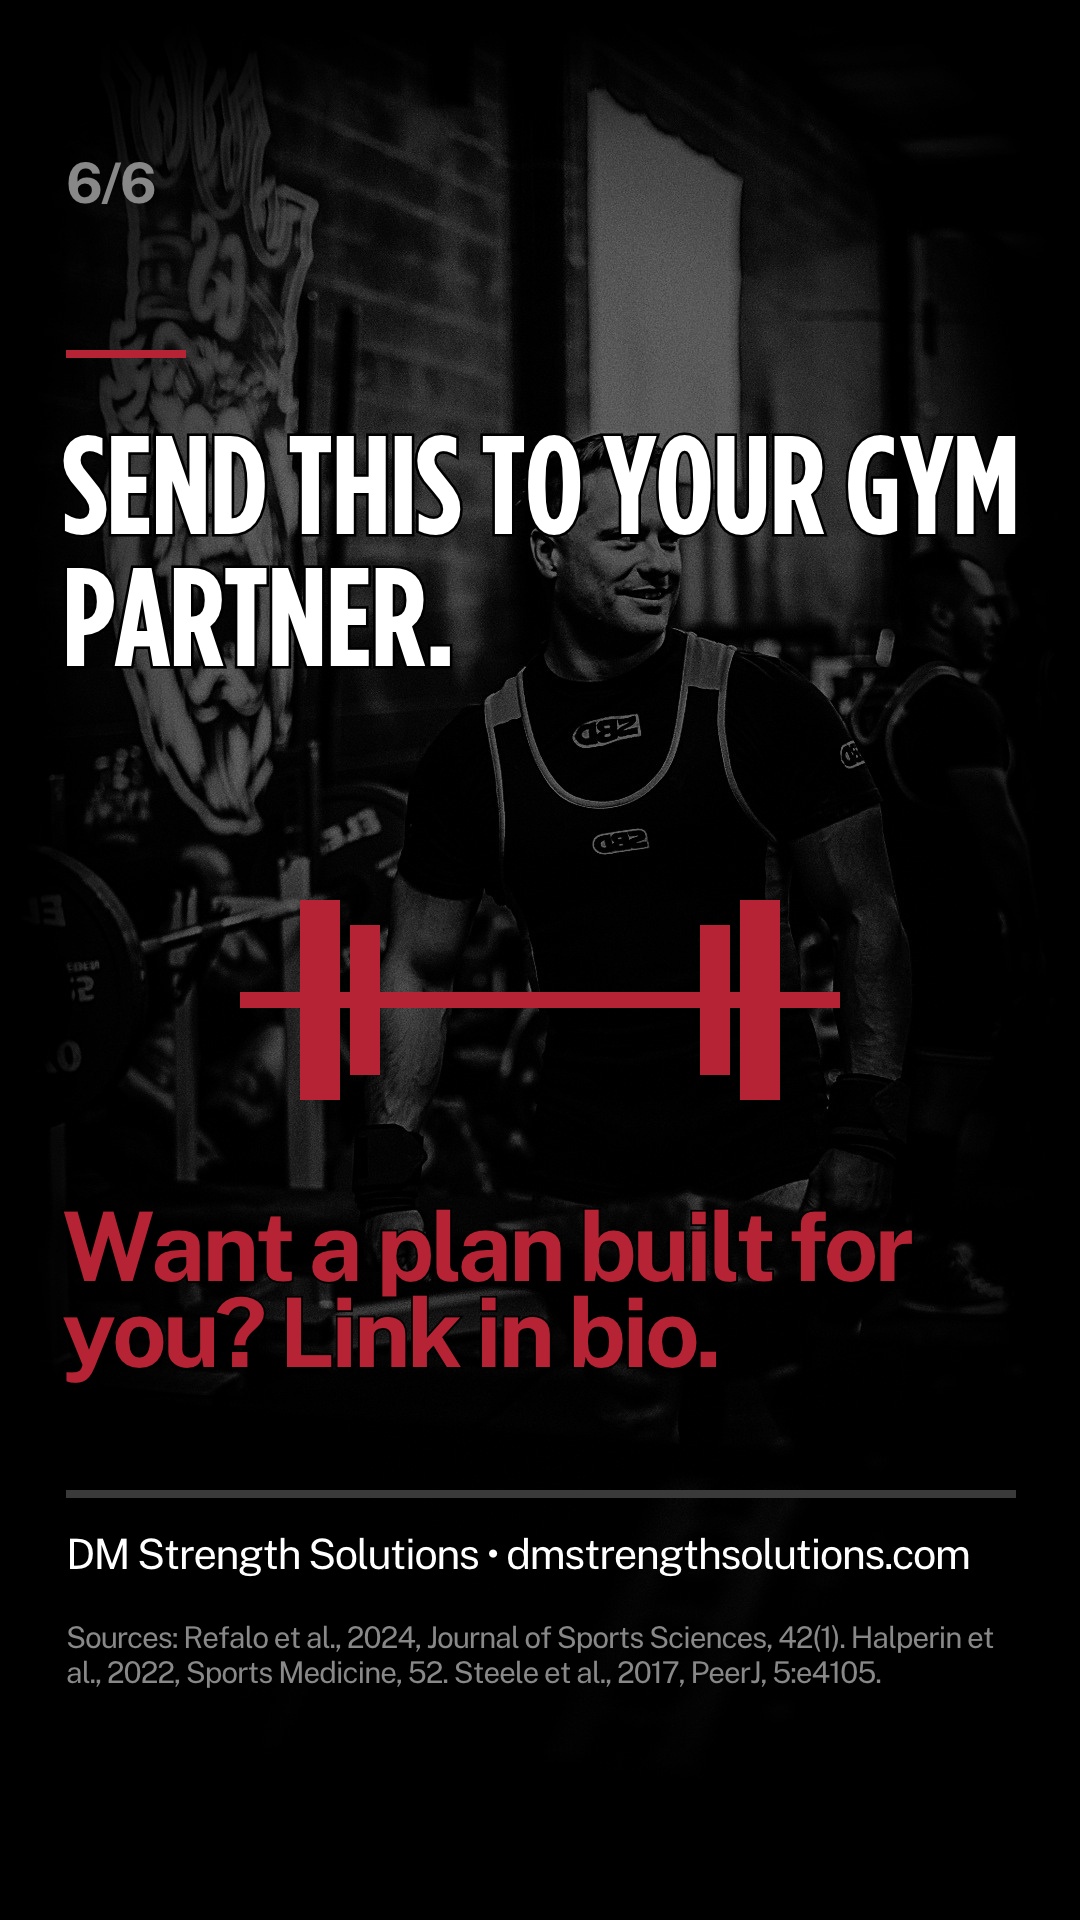 6/6
SEND THIS TO YOUR GYM
PARTNER.
Want a plan built for
you? Link in bio.
DM Strength Solutions • dmstrengthsolutions.com
Sources: Refalo et al., 2024, Journal of Sports Sciences, 42(1). Halperin et
al., 2022, Sports Medicine, 52. Steele et al., 2017, PeerJ, 5:e4105.